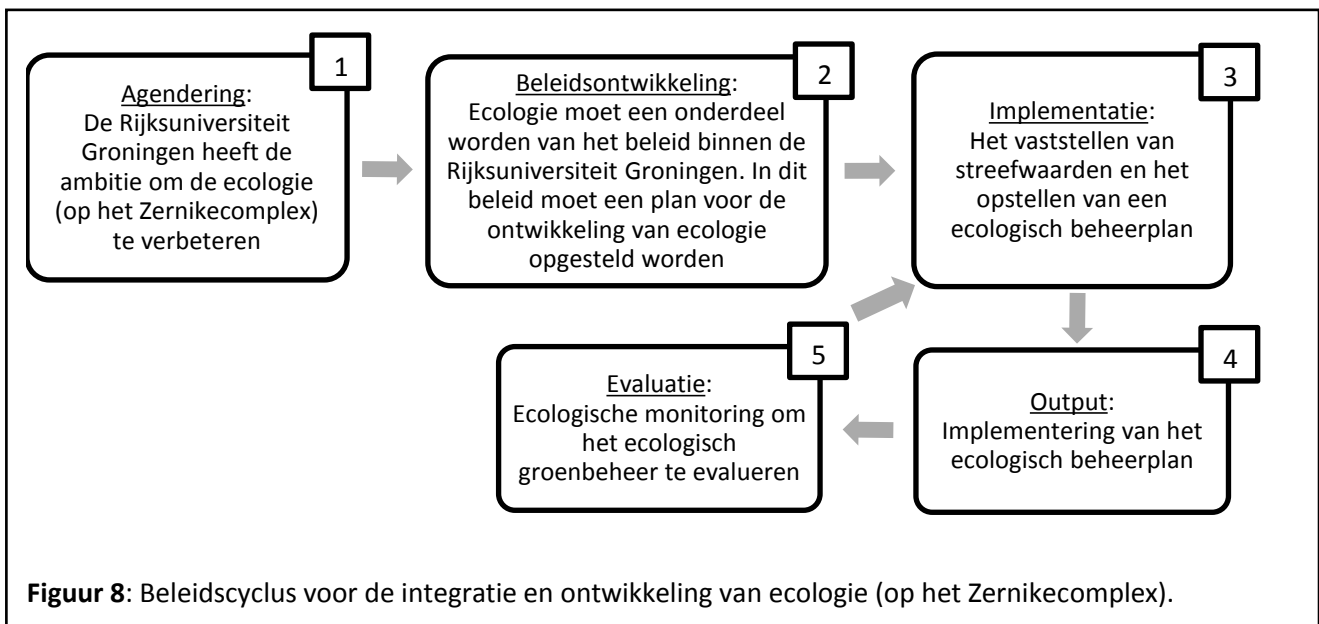 1
Agendering:
De Rijksuniversiteit
Groningen heeft de
ambitie om de ecologie
(op het Zernikecomplex)
te verbeteren
2
Beleidsontwikkeling:
Ecologie moet een onderdeel
worden van het beleid binnen de
Rijksuniversiteit Groningen. In dit
beleid moet een plan voor de
ontwikkeling van ecologie
opgesteld worden
3
Implementatie:
Het vaststellen van
streefwaarden en het
opstellen van een
ecologisch beheerplan
4
Output:
Implementering van het
ecologisch beheerplan
5
Evaluatie:
Ecologische monitoring om
het ecologisch
groenbeheer te evalueren
Figuur 8: Beleidscyclus voor de integratie en ontwikkeling van ecologie (op het Zernikecomplex).